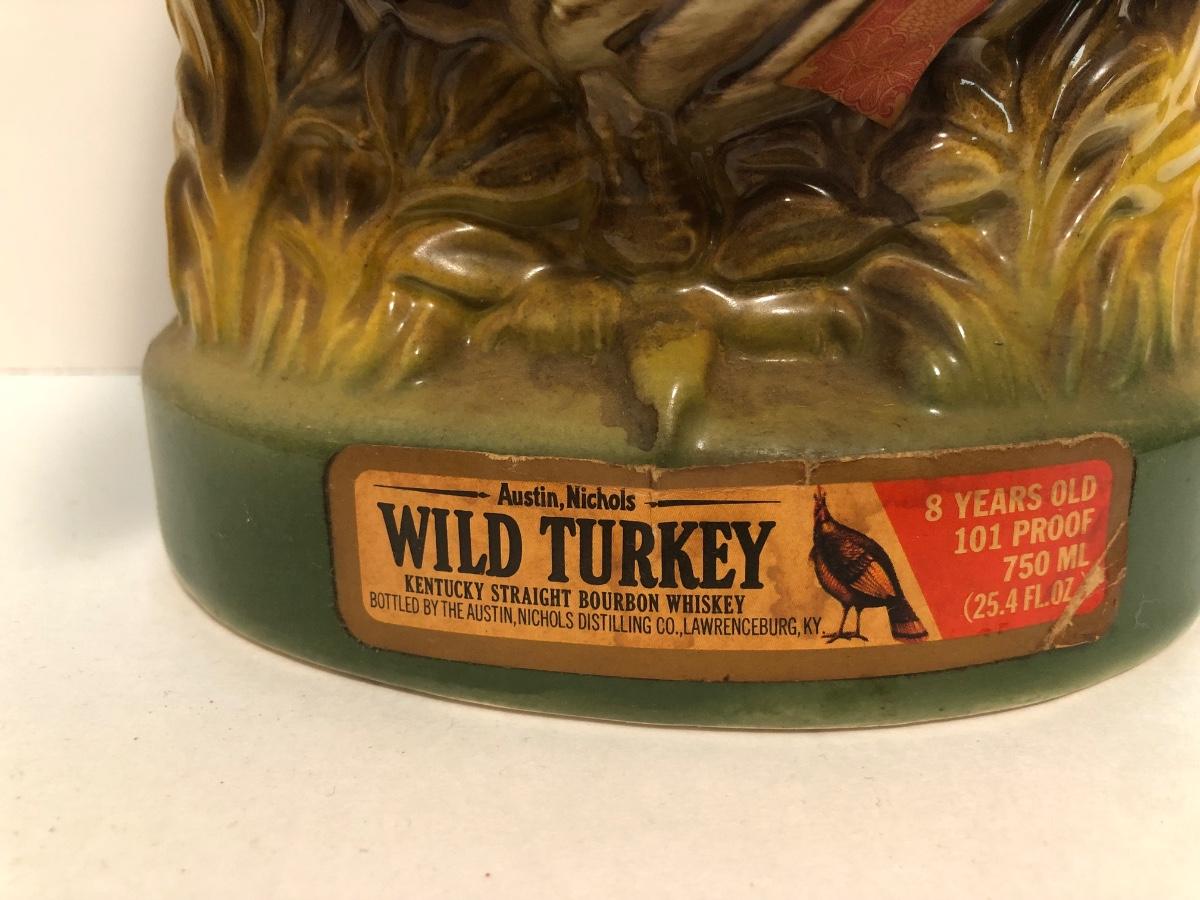 Austin, Nichols
WILD TURKEY
KENTUCKY STRAIGHT BOURBON WHISKEY
BOTTLED BY THE AUSTIN, NICHOLS DISTILLING CO., LAWRENCEBURG, KY.
8 YEARS OLD
101 PROOF
750 ML
(25.4 FL.OZ.)